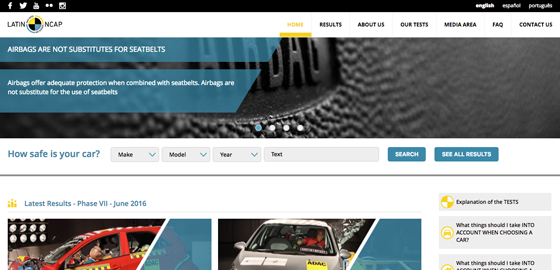 english español português
LATIN NCAP
HOME RESULTS ABOUT US OUR TESTS MEDIA AREA FAQ CONTACT US
AIRBAGS ARE NOT SUBSTITUTES FOR SEATBELTS
Airbags offer adequate protection when combined with seatbelts. Airbags are
not substitute for the use of seatbelts
AIRBAG
How safe is your car? Make Model Year Text SEARCH SEE ALL RESULTS
Latest Results - Phase VII - June 2016
Explanation of the TESTS
What things should I take INTO
ACCOUNT WHEN CHOOSING A
CAR?
What things should I take INTO
ACCOUNT WHEN CHOOSING A
ADAC